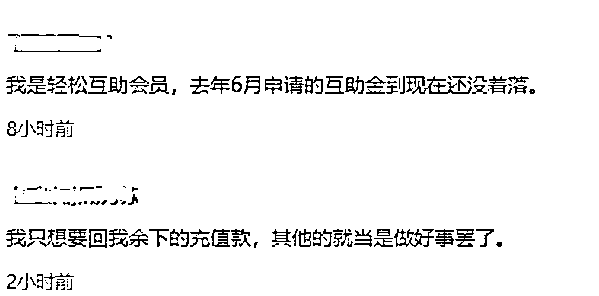 我是轻松互助会员，去年6月申请的互助金到现在还没着落。
8小时前
我只想要回我余下的充值款，其他的就当是做好事罢了。
2小时前